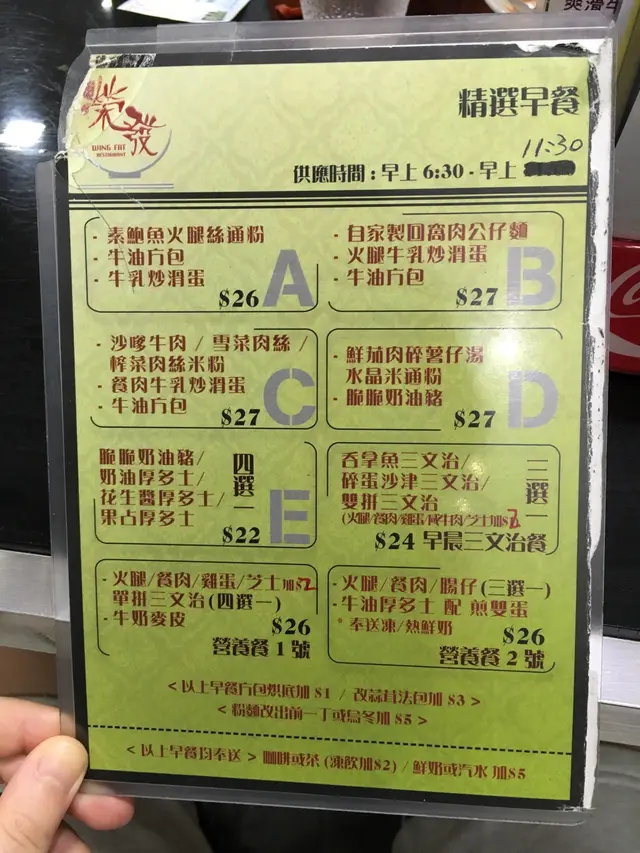 爽滑牛
榮發
WING FAT
RESTAURANT
精選早餐
11:30
供應時間：早上 6:30 - 早上
· 素鮑魚火腿絲通粉
· 牛油方包
· 牛乳炒滑蛋
$26 A
· 自家製回窩肉公仔麵
· 火腿牛乳炒滑蛋
· 牛油方包
$27 B
· 沙嗲牛肉 / 雪菜肉絲 /
榨菜肉絲米粉
· 餐肉牛乳炒滑蛋
· 牛油方包
$27 C
· 鮮茄肉碎薯仔湯
水晶米通粉
· 脆脆奶油豬
$27 D
脆脆奶油豬/
奶油厚多士/
花生醬厚多士/
果占厚多士
四選一
$22 E
吞拿魚三文治/
碎蛋沙津三文治/
雙拼三文治
(火腿/餐肉/雞蛋/咸牛肉/芝士加$2)
三選一
$24 早晨三文治餐
· 火腿/餐肉/雞蛋/芝士加$2
單拼三文治(四選一)
· 牛奶麥皮
$26
營養餐 1 號
· 火腿/餐肉/腸仔(三選一)
· 牛油厚多士 配 煎雙蛋
* 奉送凍/熱鮮奶
$26
營養餐 2 號
< 以上早餐方包烘底加 $1 / 改蒜茸法包加 $3 >
< 粉麵改出前一丁或烏冬加 $5 >
< 以上早餐均奉送 > 咖啡或茶 (凍飲加$2) / 鮮奶或汽水 加$5